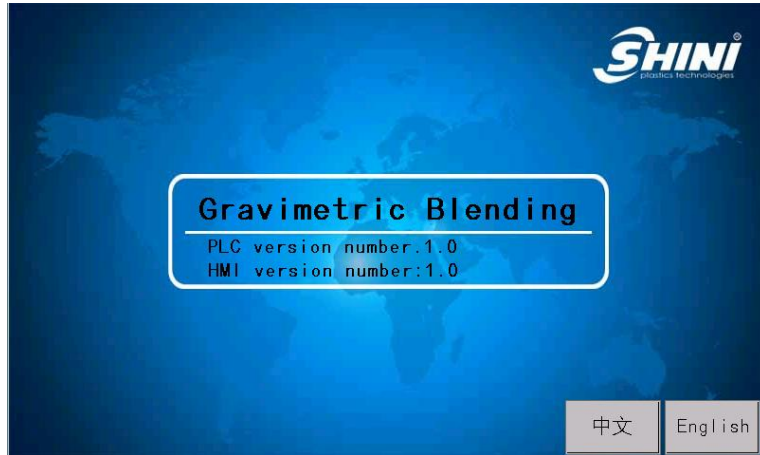 SHINI
plastics technologies
Gravimetric Blending
PLC version number.1.0
HMI version number:1.0
中文
English